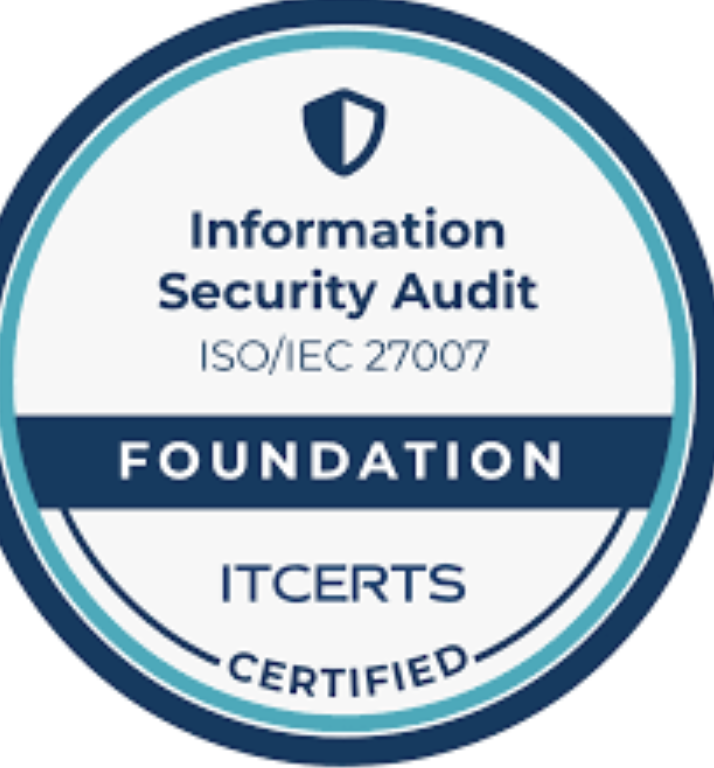 Information
Security Audit
ISO/IEC 27007
FOUNDATION
ITCERTS
CERTIFIED